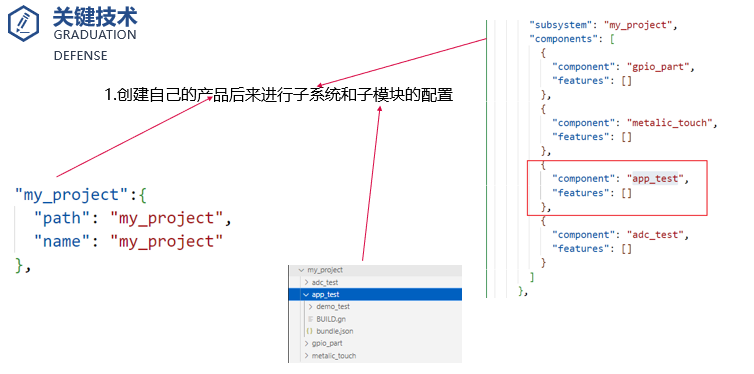 关键技术
GRADUATION
DEFENSE
1.创建自己的产品后来进行子系统和子模块的配置
"my_project":{
"path": "my_project",
"name": "my_project"
},
"subsystem": "my_project",
"components": [
{
"component": "gpio_part",
"features": []
},
{
"component": "metalic_touch",
"features": []
},
{
"component": "app_test",
"features": []
},
{
"component": "adc_test",
"features": []
}
]
},
my_project
adc_test
app_test
demo_test
BUILD.gn
{} bundle.json
gpio_part
metalic_touch